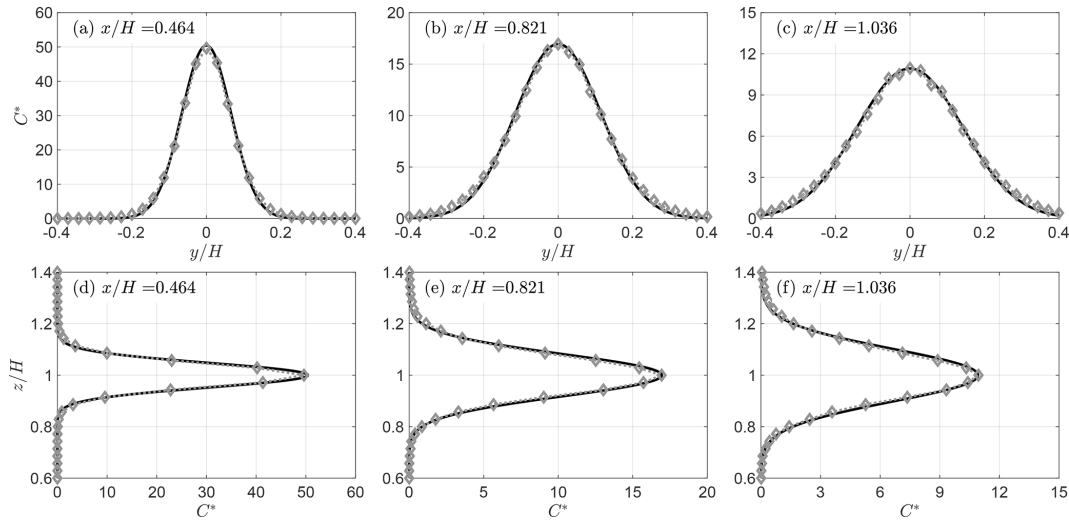 (a) x/H =0.464
(b) x/H =0.821
(c) x/H =1.036
60
50
40
30
20
10
0
C*
-0.4 -0.2 0 0.2 0.4
y/H
20
15
10
5
0
-0.4 -0.2 0 0.2 0.4
y/H
15
12
9
6
3
0
-0.4 -0.2 0 0.2 0.4
y/H
(d) x/H =0.464
(e) x/H =0.821
(f) x/H =1.036
1.4
1.2
1.0
0.8
0.6
z/H
0 10 20 30 40 50 60
C*
1.4
1.2
1.0
0.8
0.6
0 5 10 15 20
C*
1.4
1.2
1.0
0.8
0.6
0 3 6 9 12 15
C*